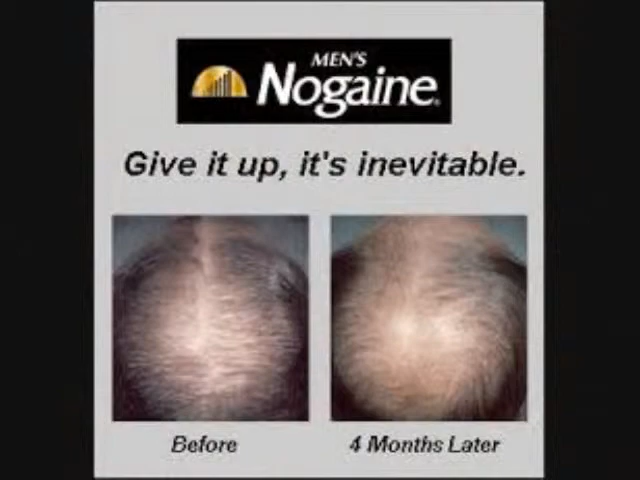 MEN'S
Nogaine®
Give it up, it's inevitable.
Before
4 Months Later